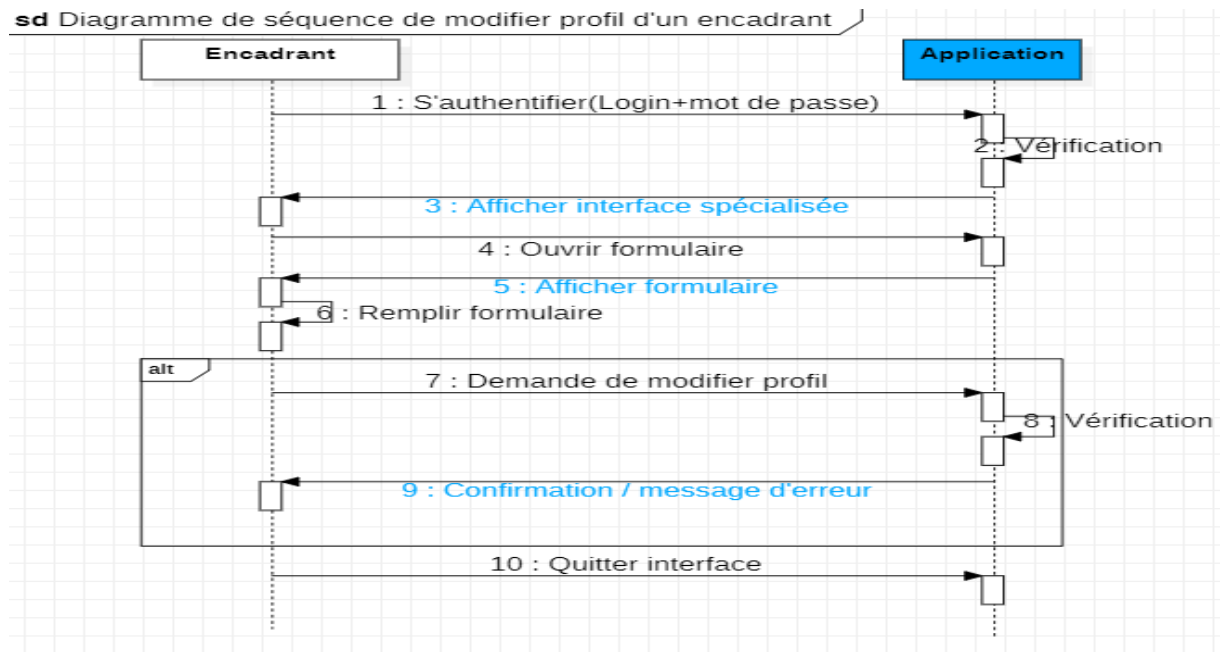 sd Diagramme de séquence de modifier profil d'un encadrant
Encadrant
Application
1 : S'authentifier(Login+mot de passe)
2 : Vérification
3 : Afficher interface spécialisée
4 : Ouvrir formulaire
5 : Afficher formulaire
6 : Remplir formulaire
alt
7 : Demande de modifier profil
8 : Vérification
9 : Confirmation / message d'erreur
10 : Quitter interface